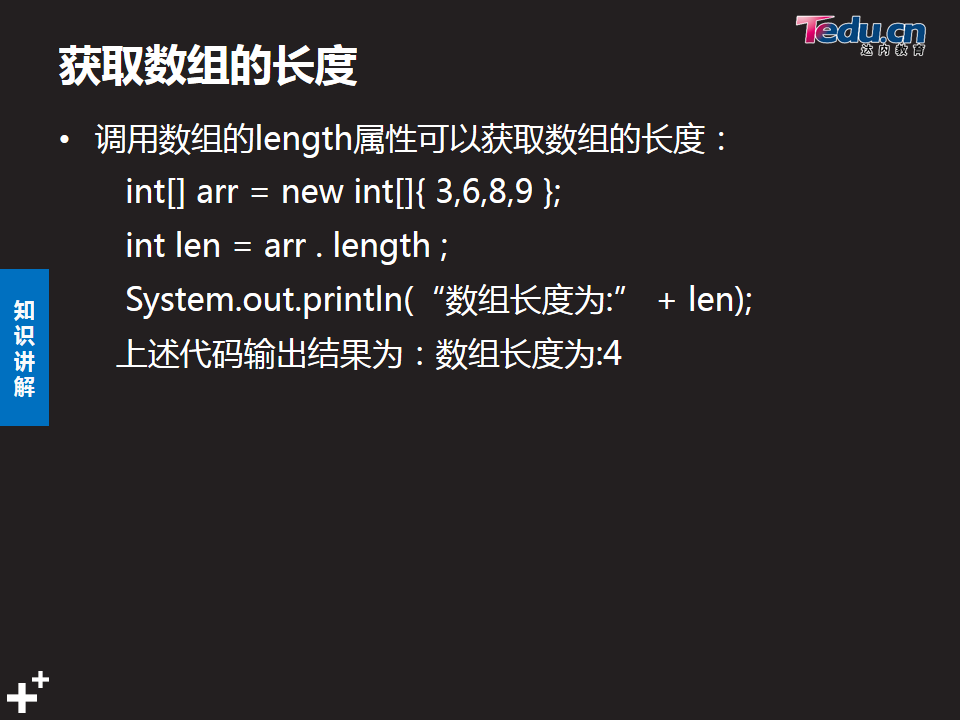 Tedu.cn
达内教育
获取数组的长度
• 调用数组的length属性可以获取数组的长度：
int[] arr = new int[]{ 3,6,8,9 };
int len = arr . length ;
System.out.println(“数组长度为:” + len);
上述代码输出结果为：数组长度为:4
知识讲解